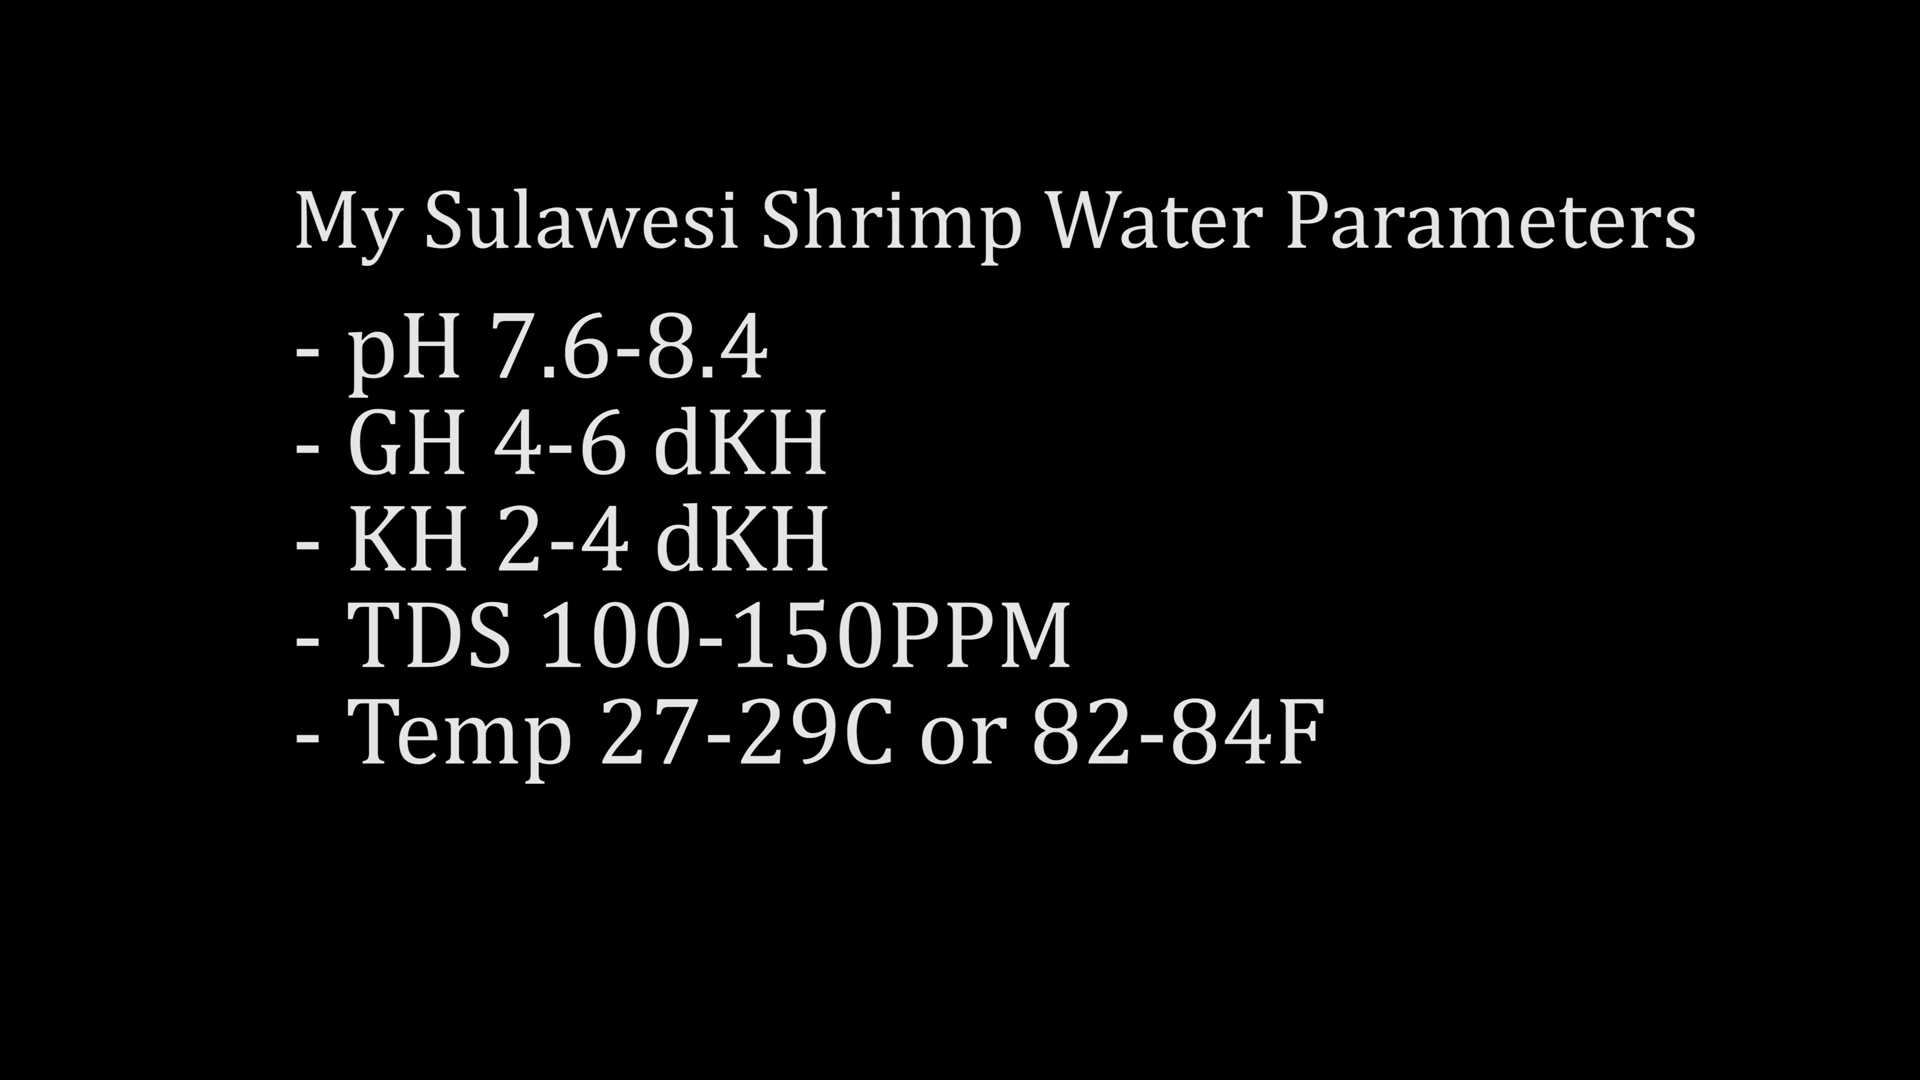 My Sulawesi Shrimp Water Parameters
- pH 7.6-8.4
- GH 4-6 dKH
- KH 2-4 dKH
- TDS 100-150PPM
- Temp 27-29C or 82-84F